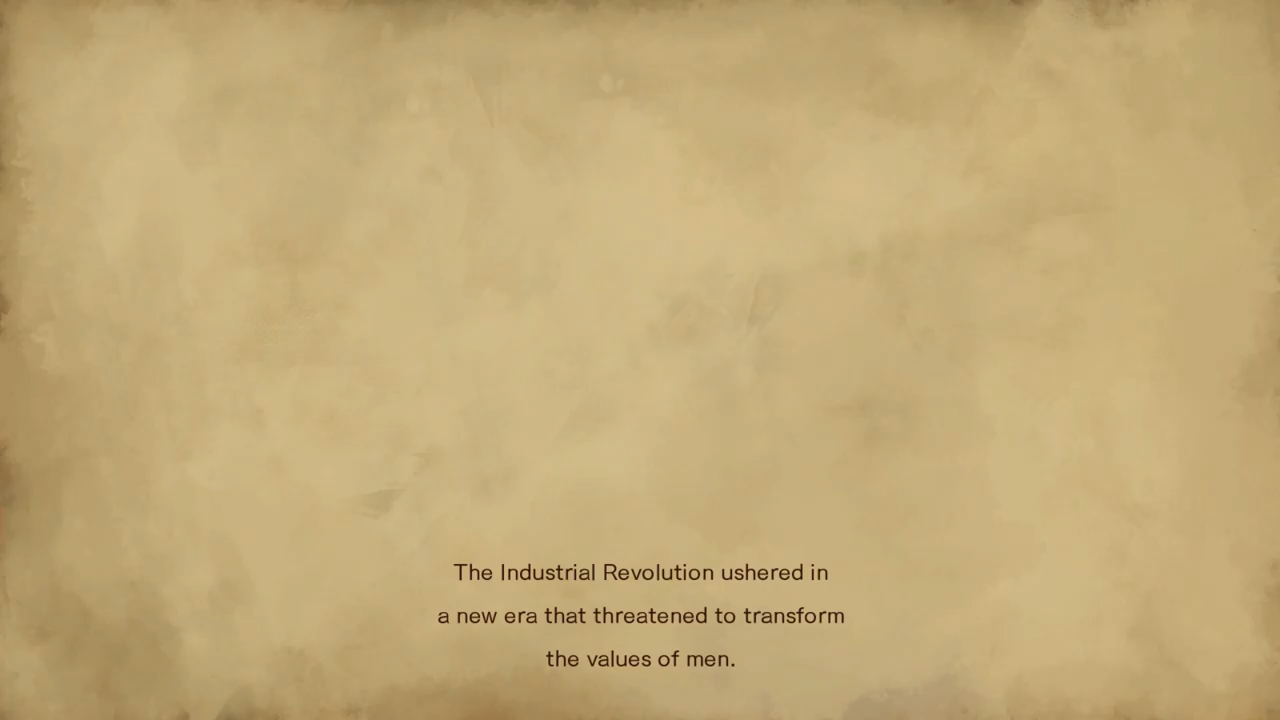 The Industrial Revolution ushered in
a new era that threatened to transform
the values of men.